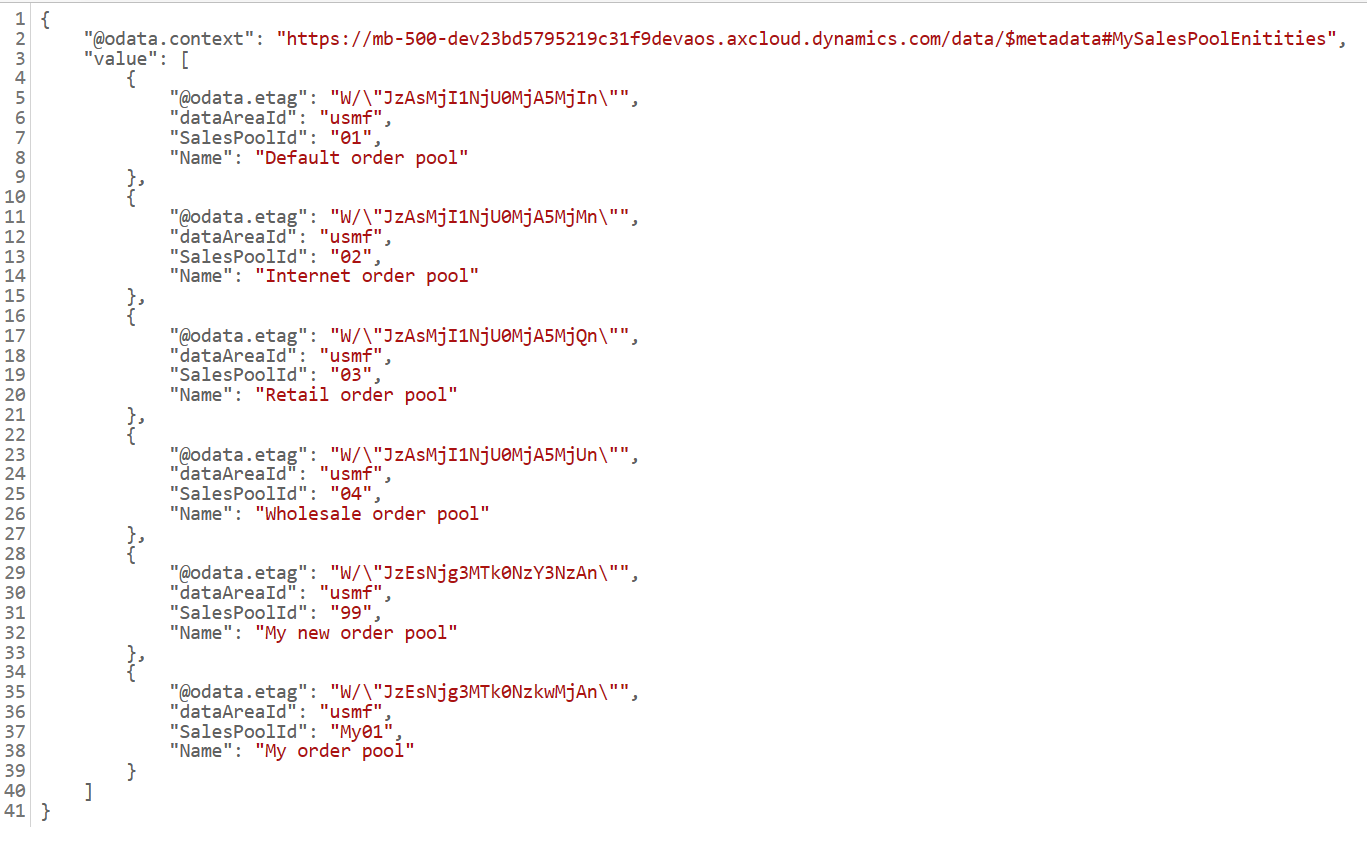 1 {
2     "@odata.context": "https://mb-500-dev23bd5795219c31f9devaos.axcloud.dynamics.com/data/$metadata#MySalesPoolEnitities",
3     "value": [
4         {
5             "@odata.etag": "W/\"JzAsMjI1NjU0MjA5MjIn\"",
6             "dataAreaId": "usmf",
7             "SalesPoolId": "01",
8             "Name": "Default order pool"
9         },
10         {
11             "@odata.etag": "W/\"JzAsMjI1NjU0MjA5MjMn\"",
12             "dataAreaId": "usmf",
13             "SalesPoolId": "02",
14             "Name": "Internet order pool"
15         },
16         {
17             "@odata.etag": "W/\"JzAsMjI1NjU0MjA5MjQn\"",
18             "dataAreaId": "usmf",
19             "SalesPoolId": "03",
20             "Name": "Retail order pool"
21         },
22         {
23             "@odata.etag": "W/\"JzAsMjI1NjU0MjA5MjUn\"",
24             "dataAreaId": "usmf",
25             "SalesPoolId": "04",
26             "Name": "Wholesale order pool"
27         },
28         {
29             "@odata.etag": "W/\"JzEsNjg3MTk0NzY3NzAn\"",
30             "dataAreaId": "usmf",
31             "SalesPoolId": "99",
32             "Name": "My new order pool"
33         },
34         {
35             "@odata.etag": "W/\"JzEsNjg3MTk0NzkwMjAn\"",
36             "dataAreaId": "usmf",
37             "SalesPoolId": "My01",
38             "Name": "My order pool"
39         }
40     ]
41 }